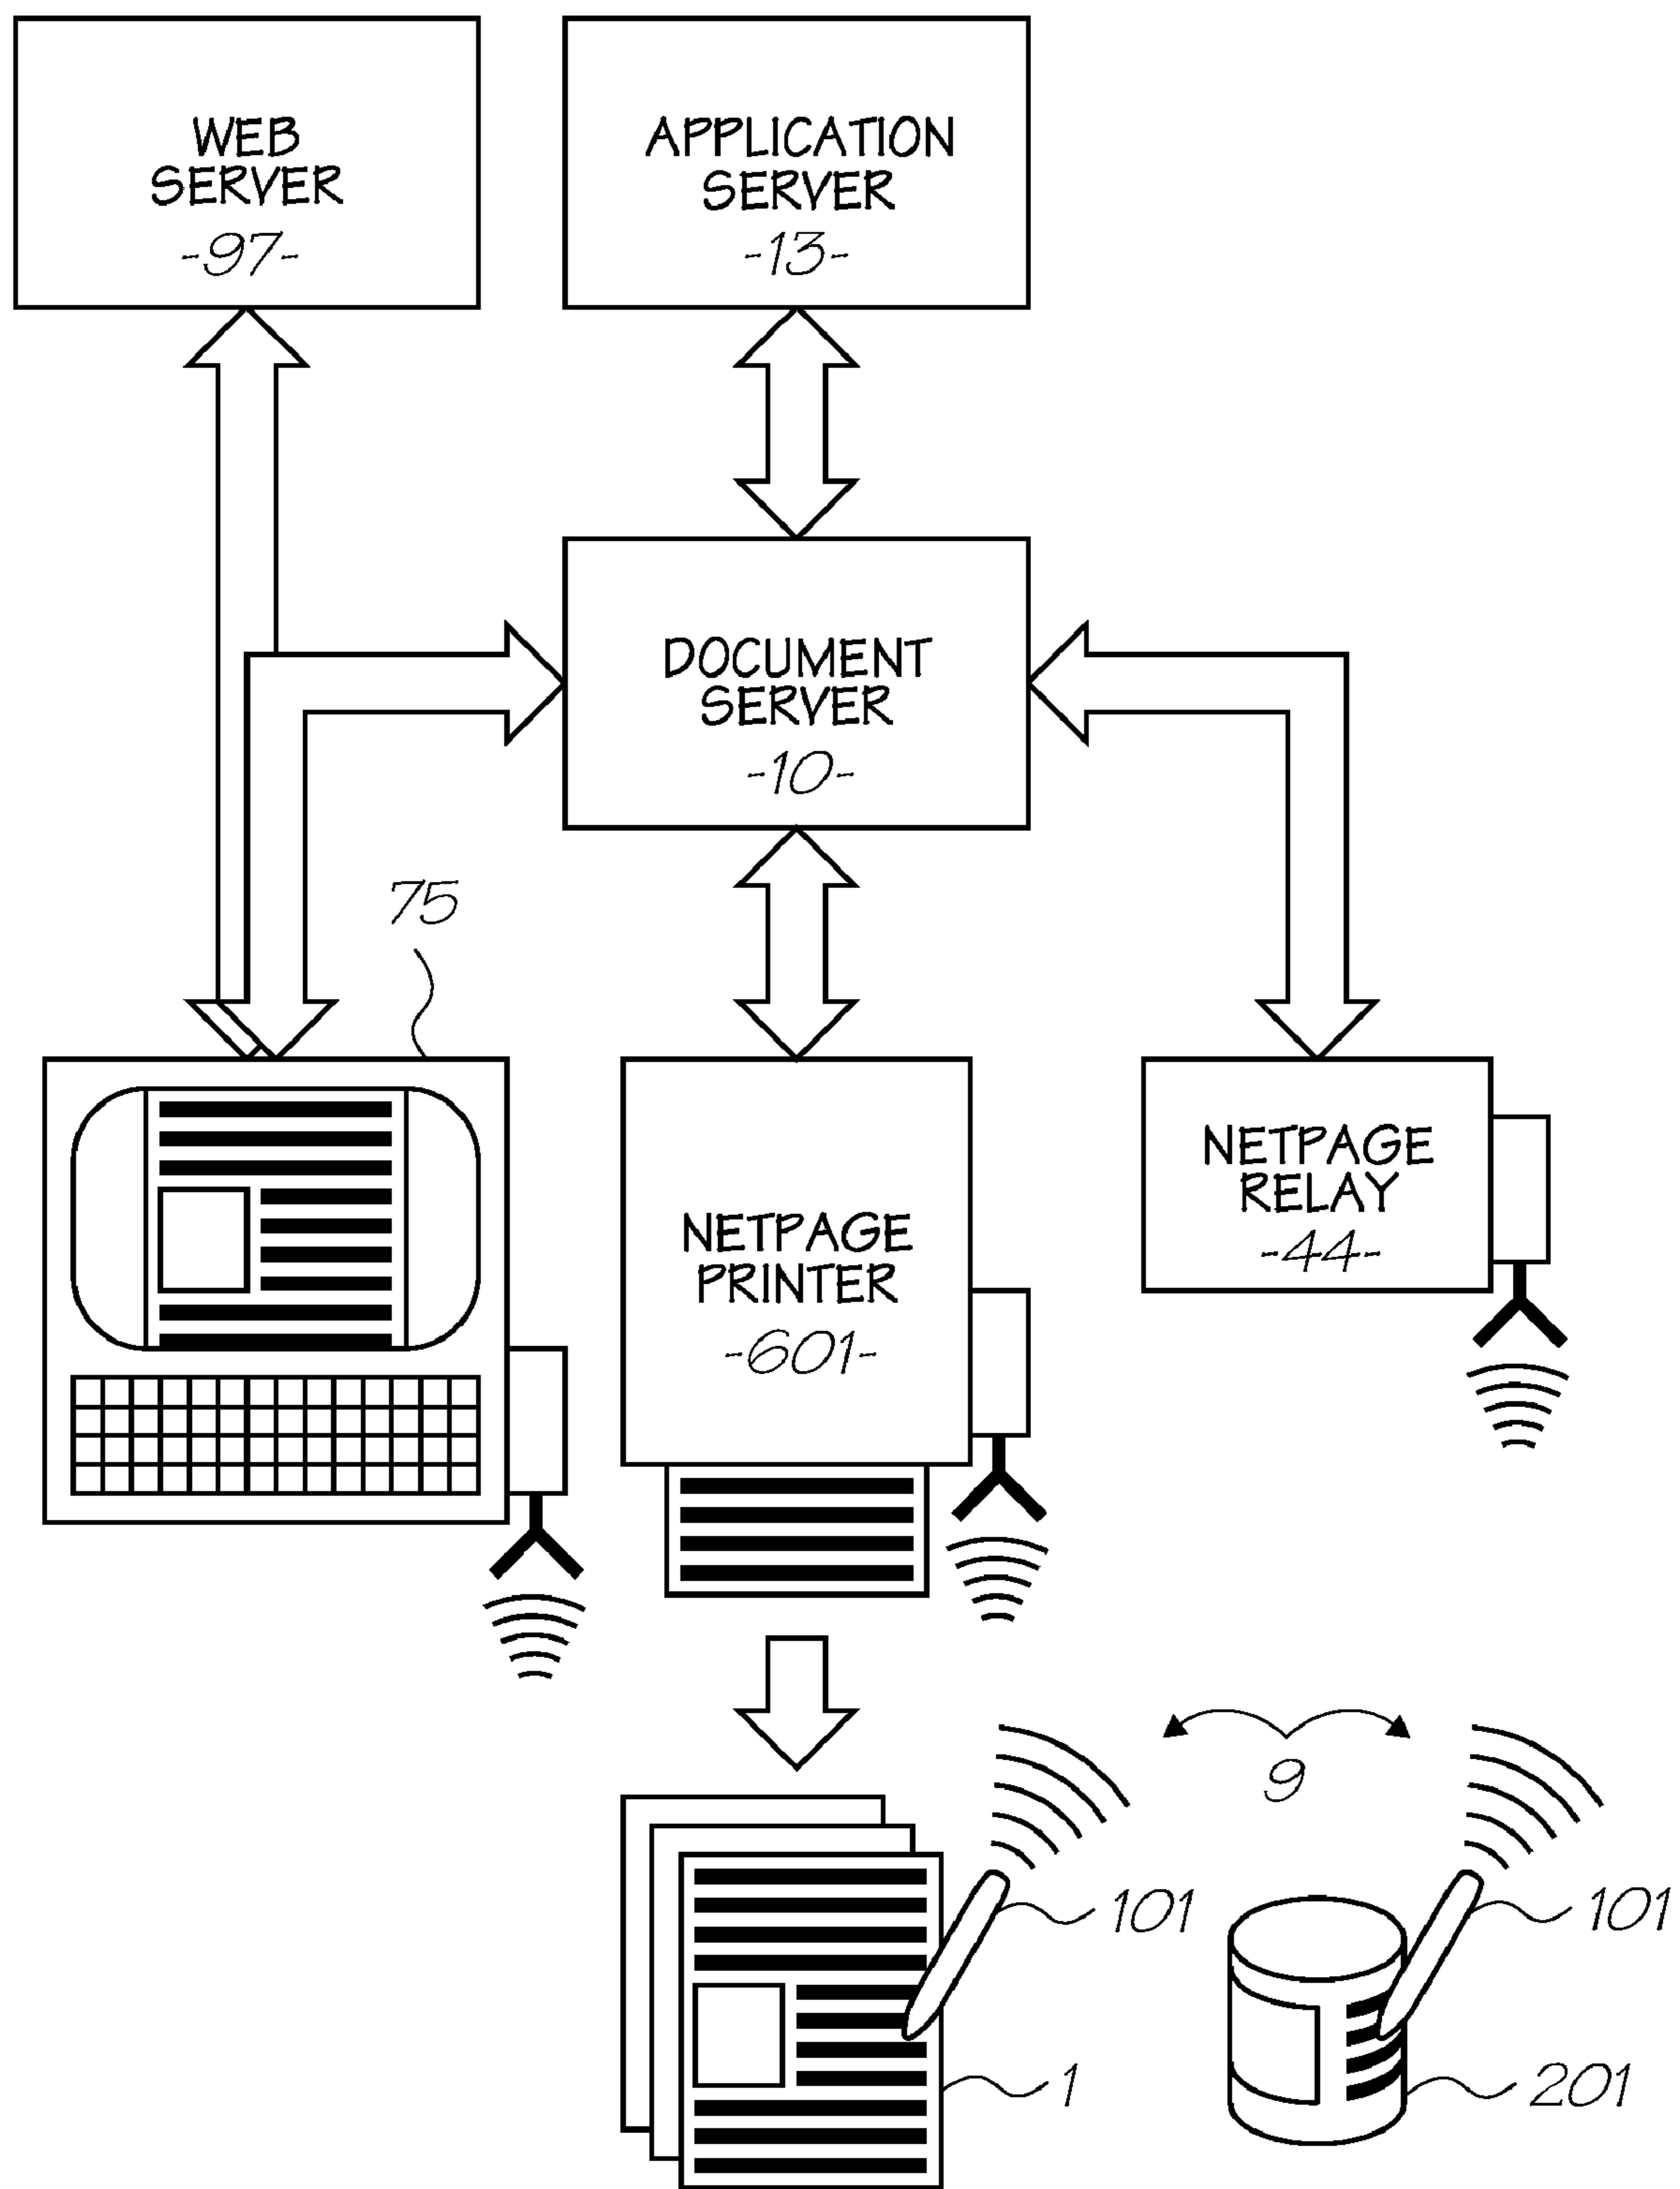 WEB
SERVER
-97-
APPLICATION
SERVER
-13-
DOCUMENT
SERVER
-10-
75
NETPAGE
PRINTER
-601-
NETPAGE
RELAY
-44-
9
101
101
1
201